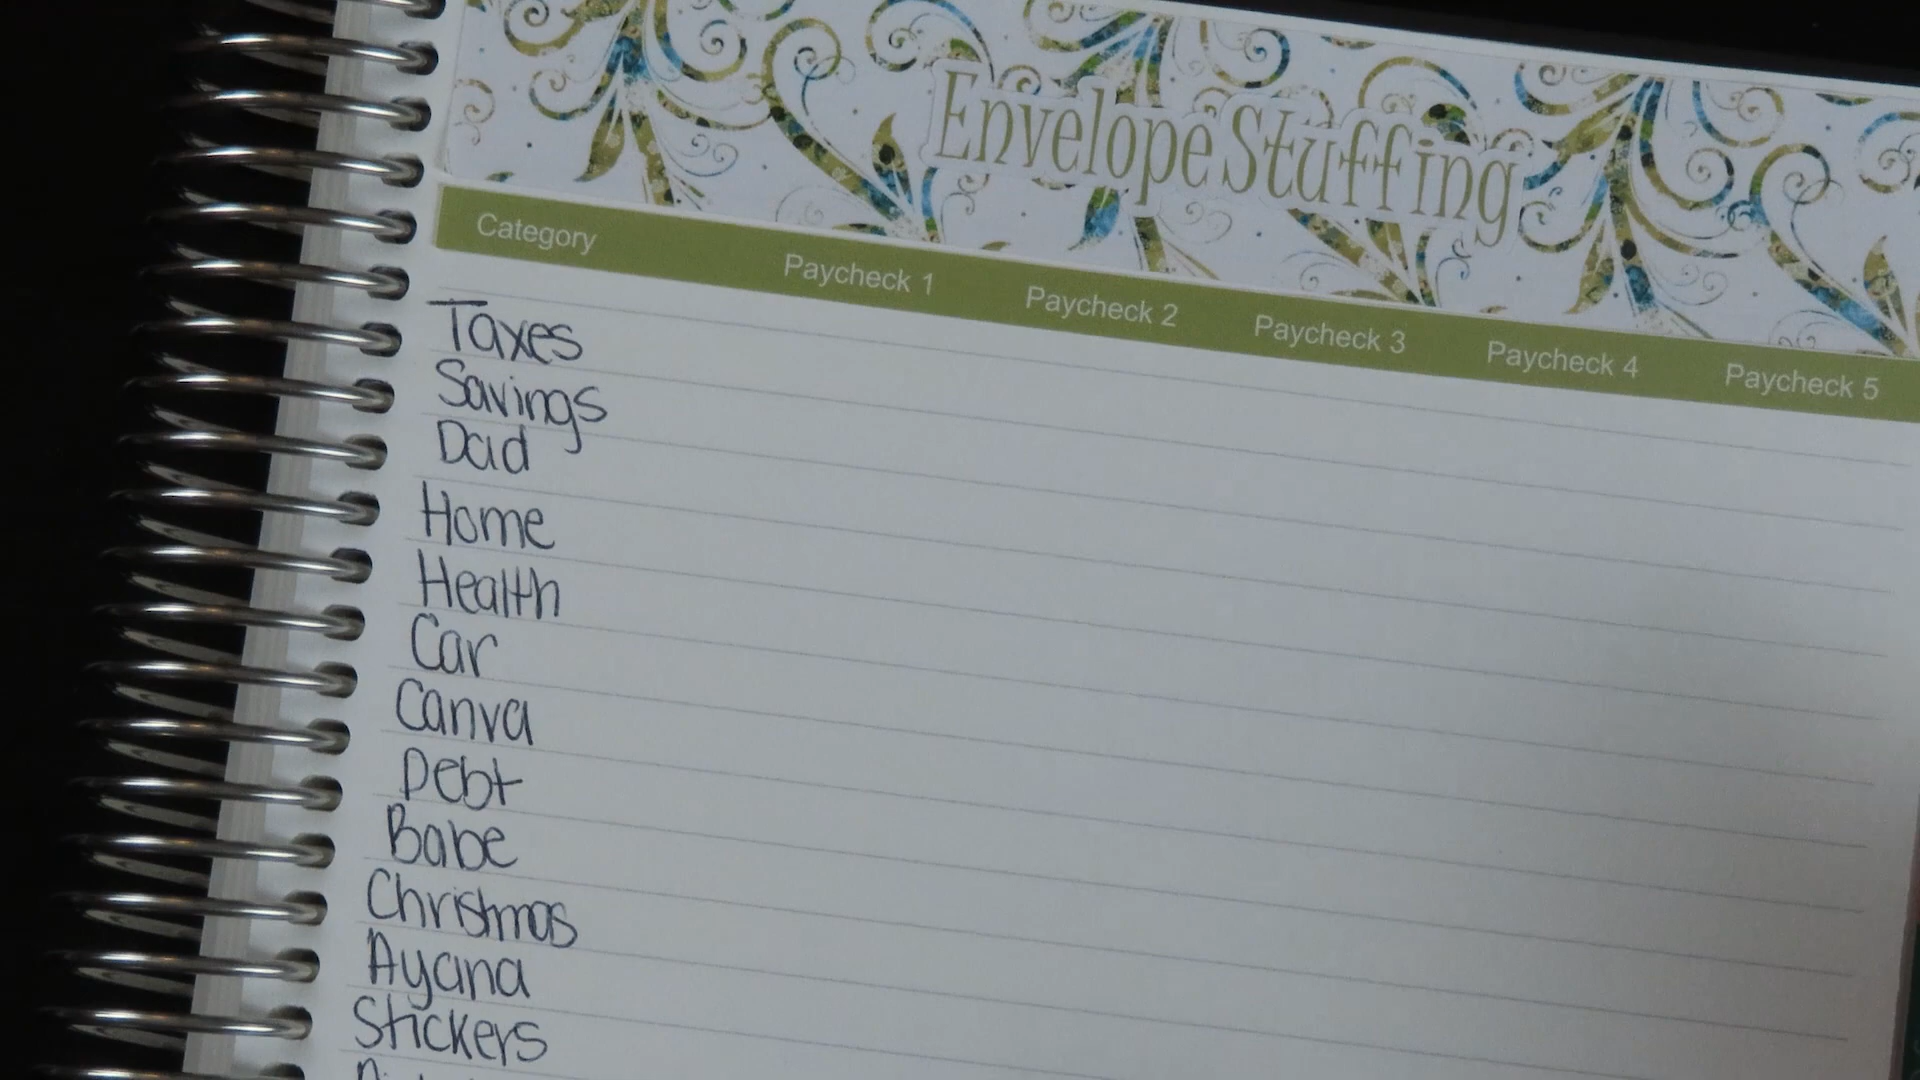 Envelope Stuffing
Category Paycheck 1 Paycheck 2 Paycheck 3 Paycheck 4 Paycheck 5
Taxes
Savings
Dad
Home
Health
Car
Canva
Debt
Babe
Christmas
Ayana
Stickers